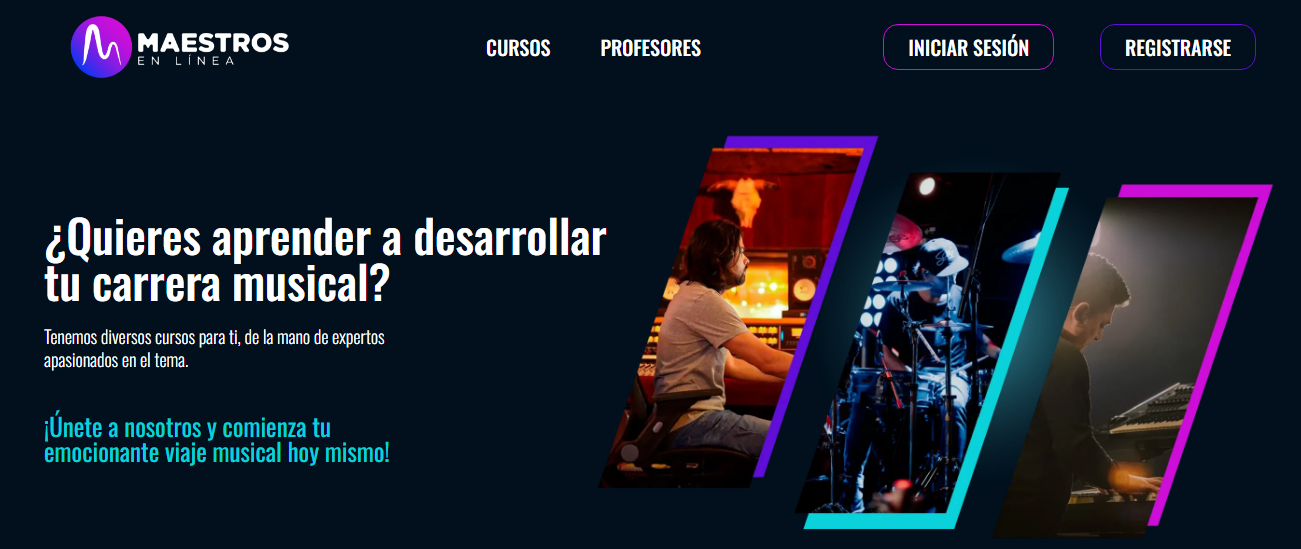 MAESTROS
EN LÍNEA
CURSOS
PROFESORES
INICIAR SESIÓN
REGISTRARSE
¿Quieres aprender a desarrollar
tu carrera musical?
Tenemos diversos cursos para ti, de la mano de expertos
apasionados en el tema.
¡Únete a nosotros y comienza tu
emocionante viaje musical hoy mismo!